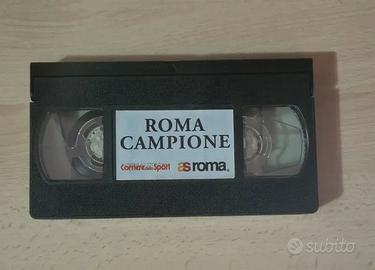 ROMA
CAMPIONE
Corriere dello Sport as roma
subito